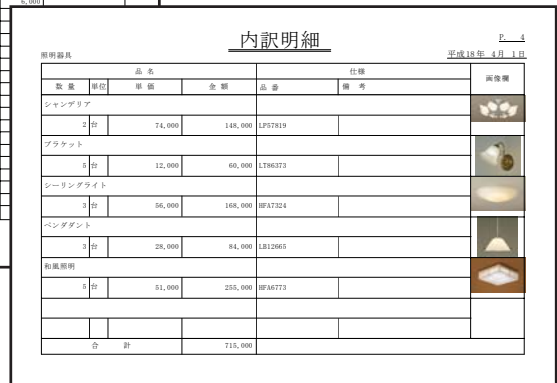 6,000
内訳明細
P. 4
照明器具
平成18年 4月 1日
品 名 仕様 画像欄
数 量 単位 単 価 金 額 品 番 備 考
シャンデリア
2 台 74,000 148,000 LP57819
ブラケット
5 台 12,000 60,000 LT86373
シーリングライト
3 台 56,000 168,000 HFA7324
ペンダント
3 台 28,000 84,000 LB12665
和風照明
5 台 51,000 255,000 HFA6773
合 計 715,000